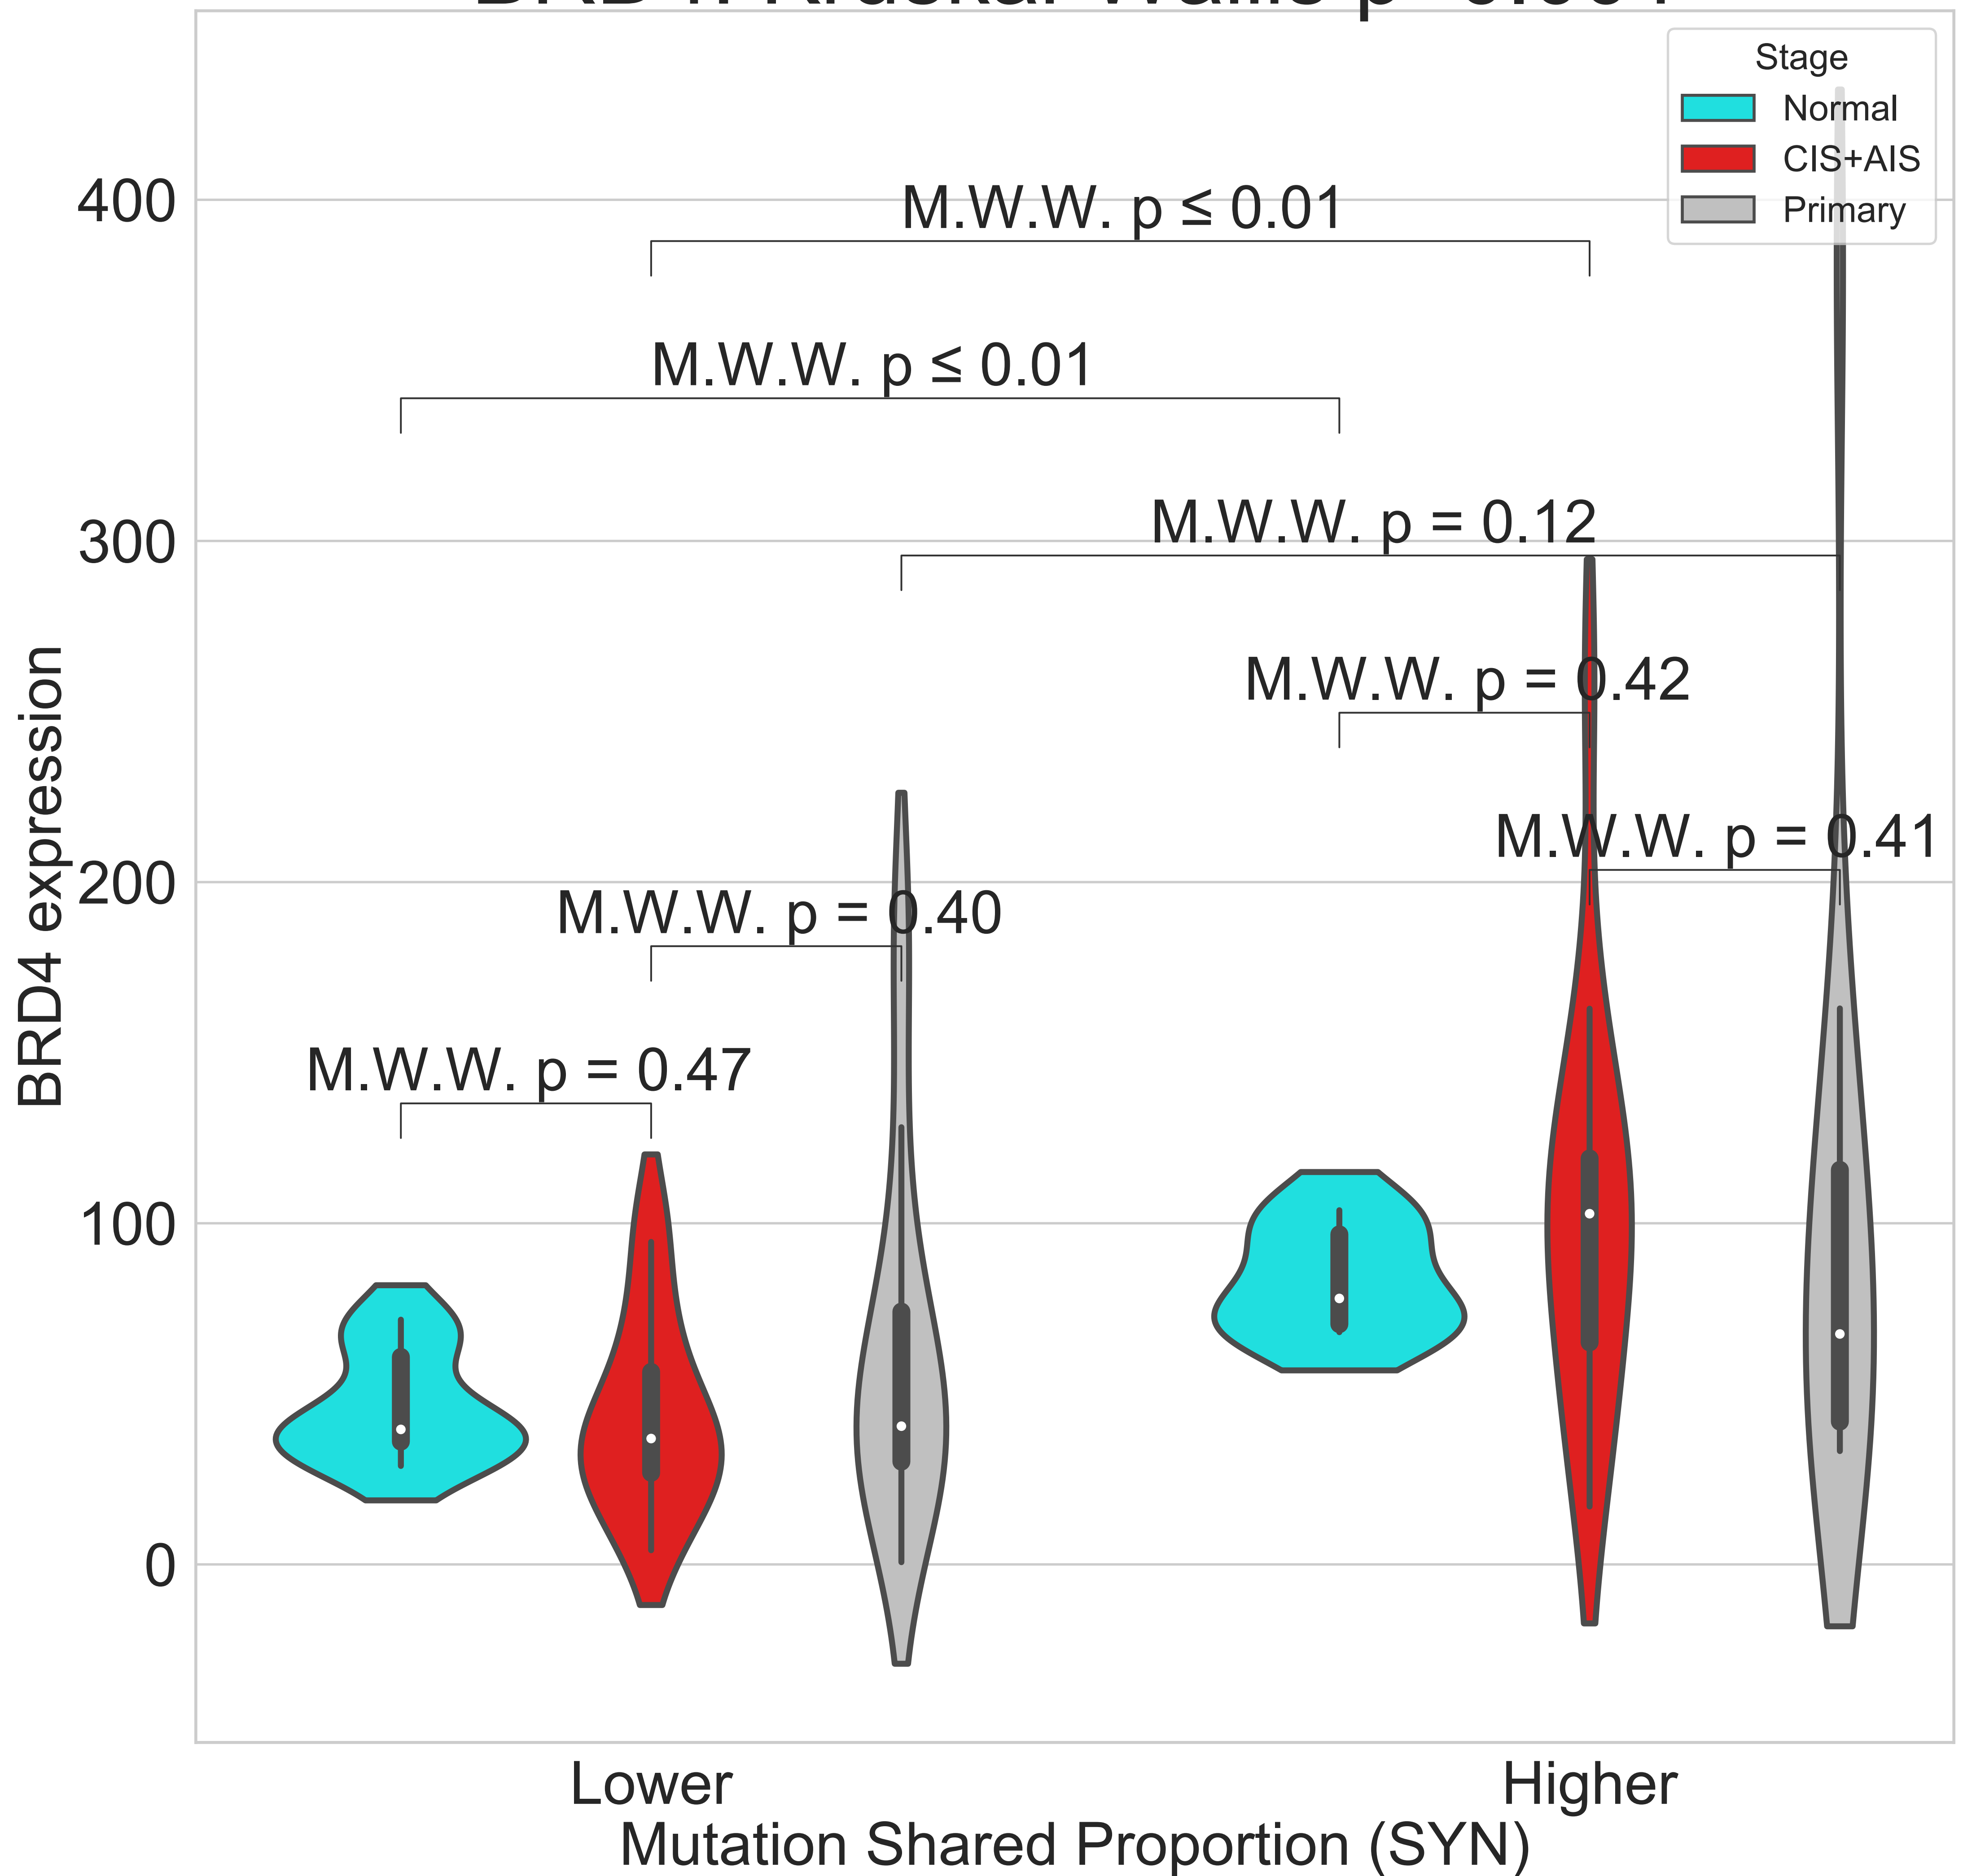 Stage
Normal
CIS+AIS
Primary
M.W.W. p ≤ 0.01
M.W.W. p ≤ 0.01
M.W.W. p = 0.12
M.W.W. p = 0.42
M.W.W. p = 0.41
M.W.W. p = 0.40
M.W.W. p = 0.47
400
300
200
100
0
BRD4 expression
Lower
Higher
Mutation Shared Proportion (SYN)